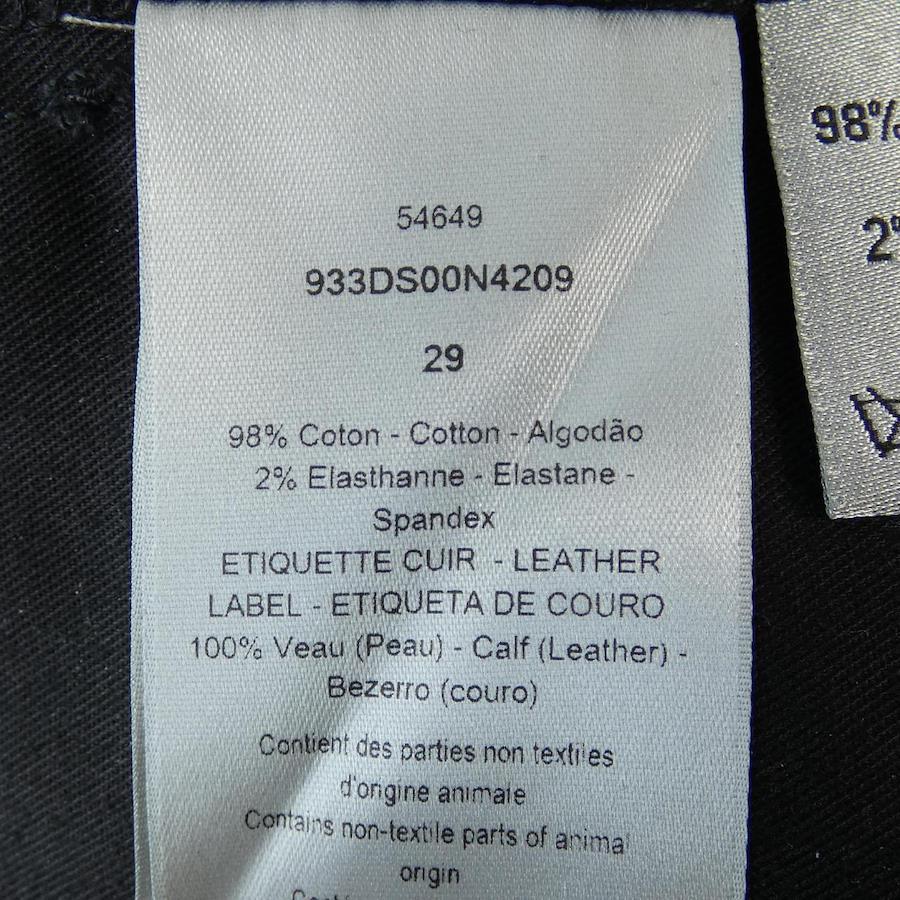 54649
933DS00N4209
29
98% Coton - Cotton - Algodão
2% Elasthanne - Elastane -
Spandex
ETIQUETTE CUIR - LEATHER
LABEL - ETIQUETA DE COURO
100% Veau (Peau) - Calf (Leather) -
Bezerro (couro)
Contient des parties non textiles
d'origine animale
Contains non-textile parts of animal
origin
98%
2%